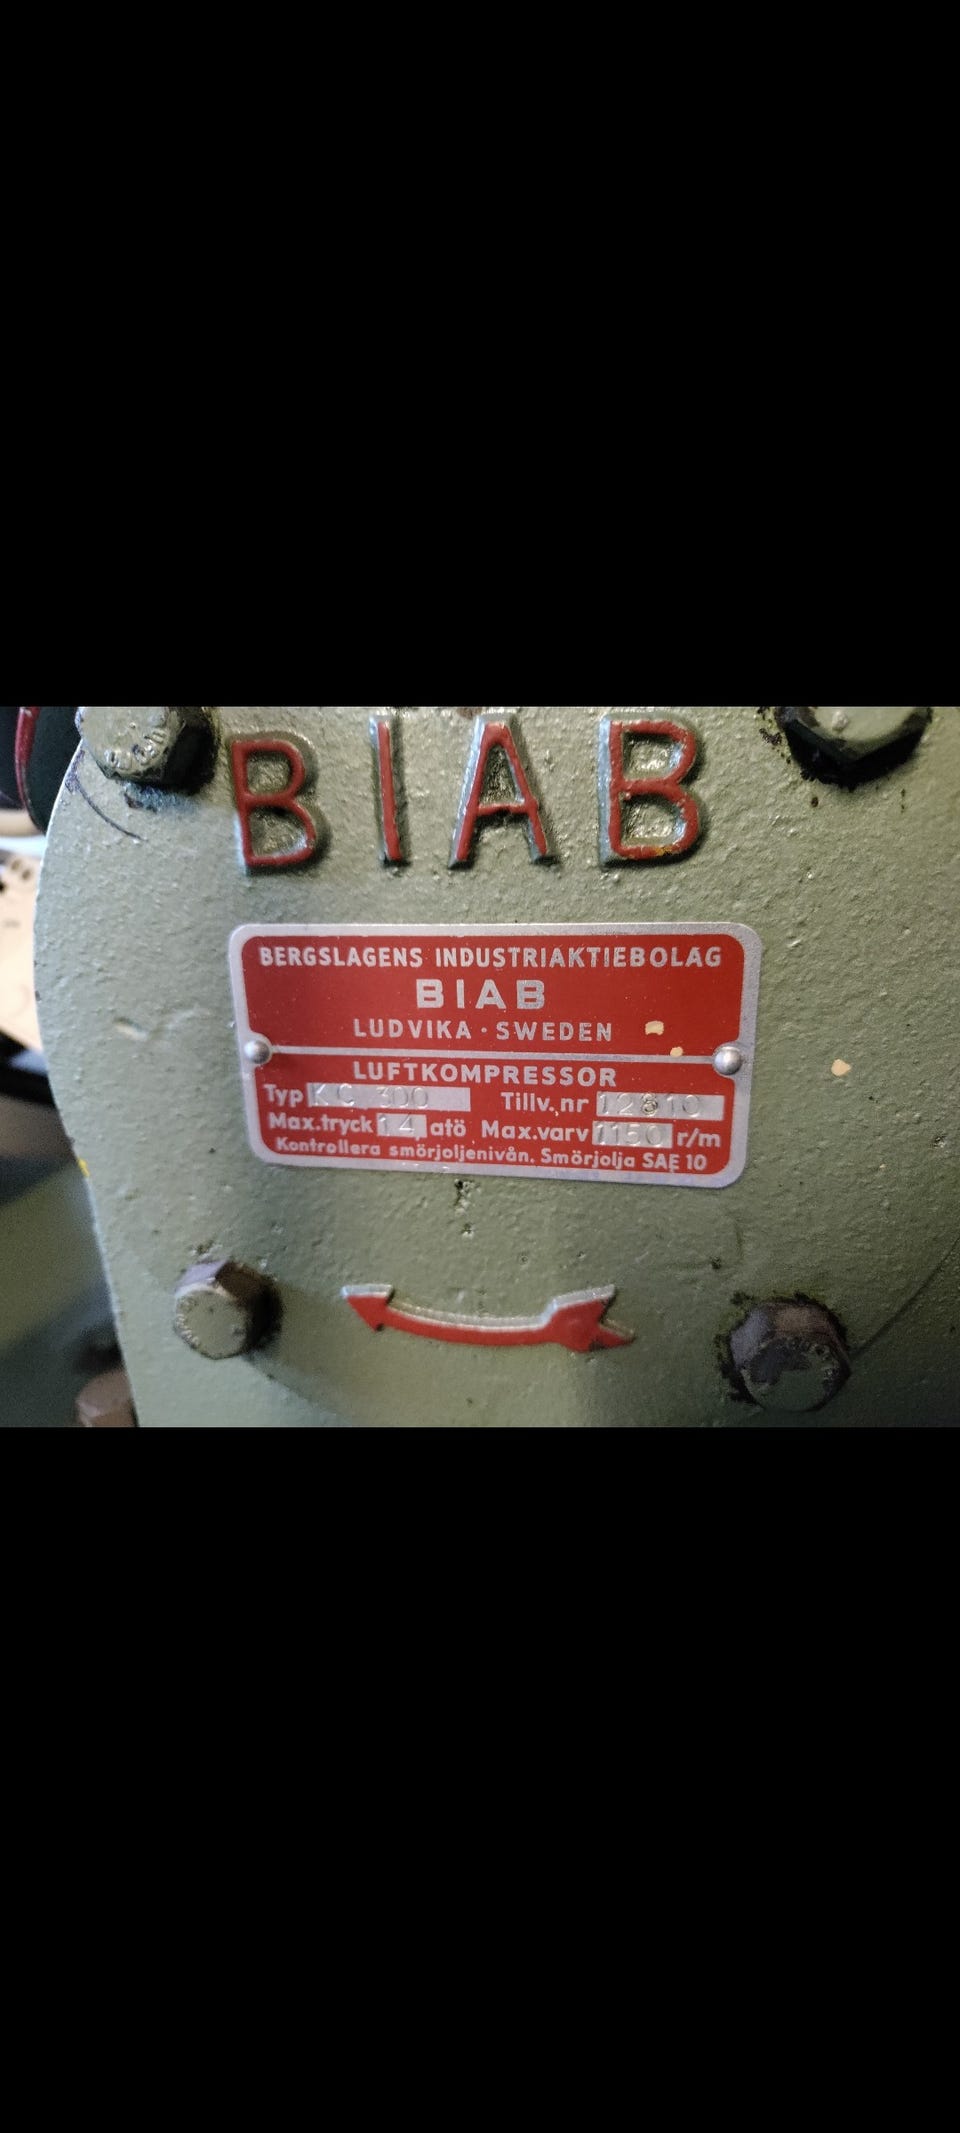 BIAB
BERGSLAGENS INDUSTRIAKTIEBOLAG
BIAB
LUDVIKA · SWEDEN
LUFTKOMPRESSOR
Typ KC 300 Tillv. nr 12810
Max.tryck 14 atö Max.varv 1150 r/m
Kontrollera smörjoljenivån. Smörjolja SAE 10